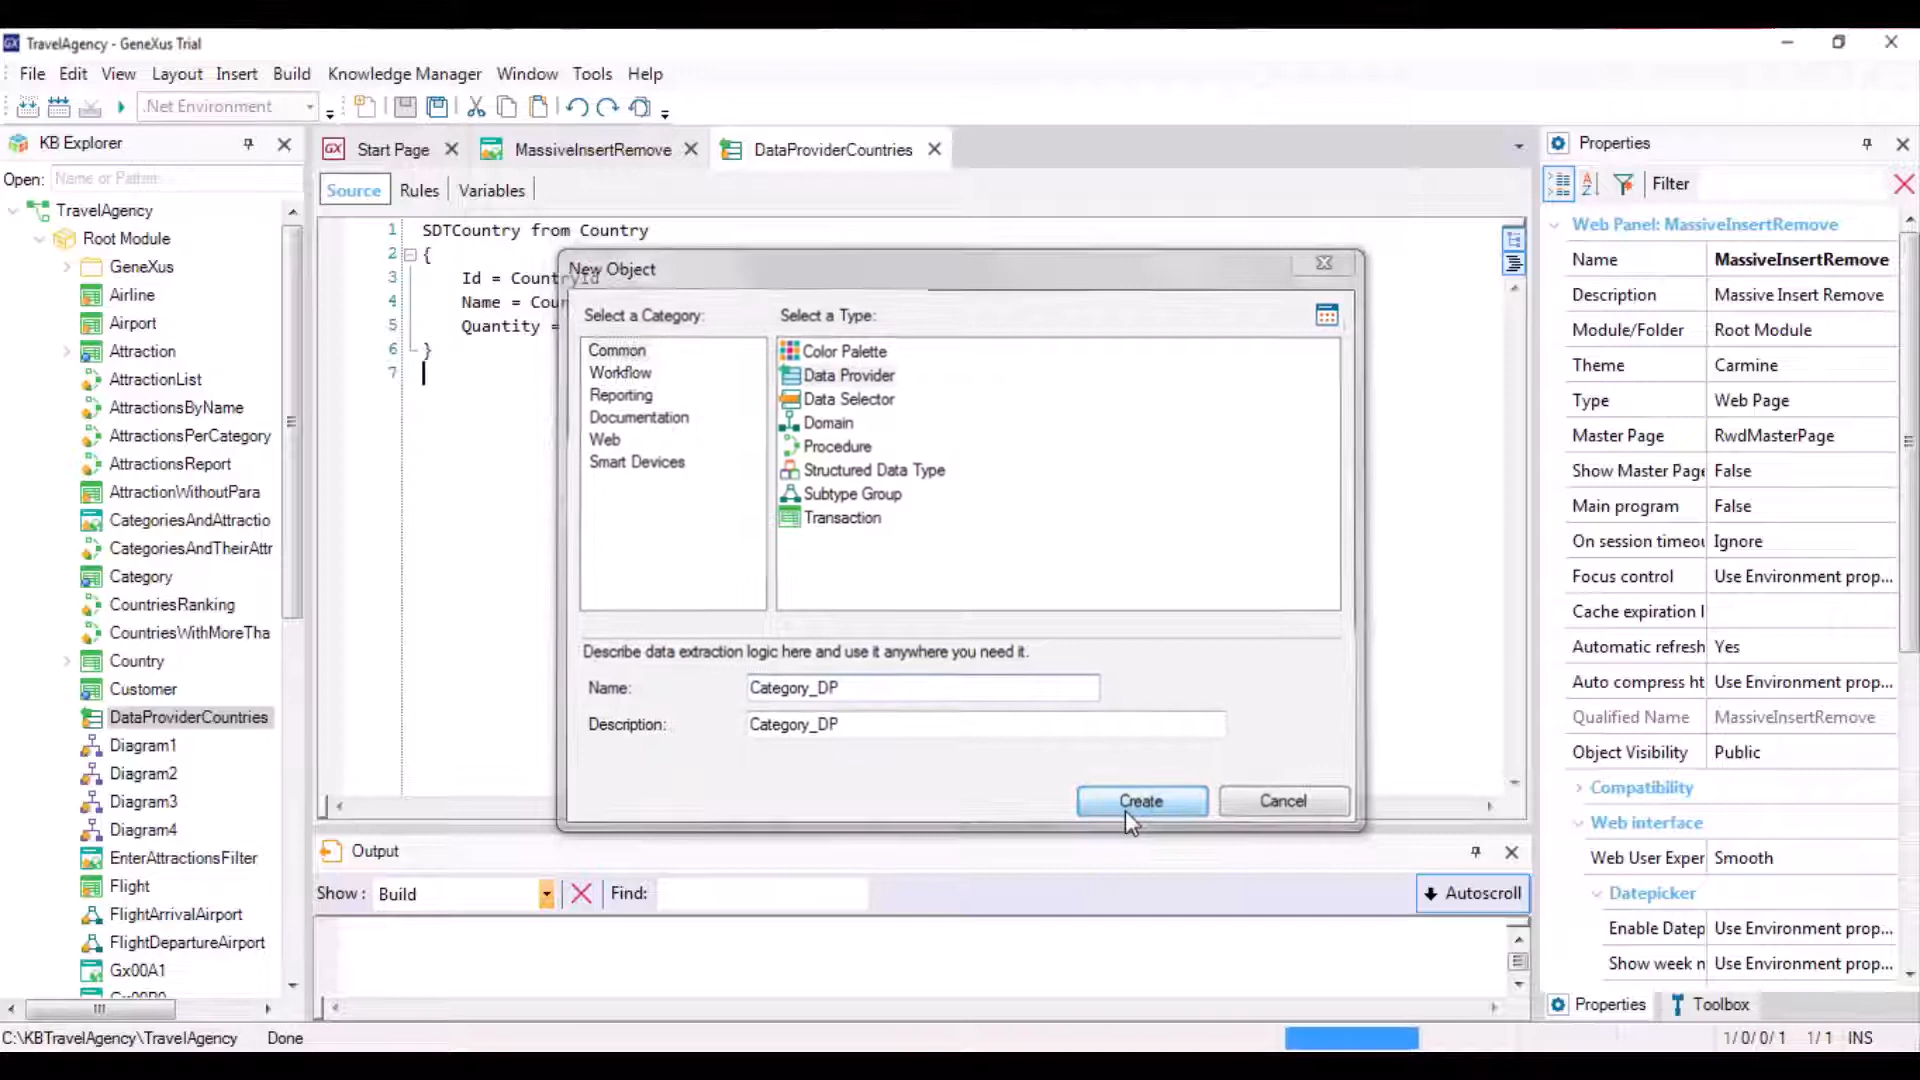 TravelAgency - GeneXus Trial
File Edit View Layout Insert Build Knowledge Manager Window Tools Help
.Net Environment
KB Explorer
Open: Name or Pattern
TravelAgency
Root Module
GeneXus
Airline
Airport
Attraction
AttractionList
AttractionsByName
AttractionsPerCategory
AttractionsReport
AttractionWithoutPara
CategoriesAndAttractio
CategoriesAndTheirAttr
Category
CountriesRanking
CountriesWithMoreTha
Country
Customer
DataProviderCountries
Diagram1
Diagram2
Diagram3
Diagram4
EnterAttractionsFilter
Flight
FlightArrivalAirport
FlightDepartureAirport
Gx00A1
Start Page MassiveInsertRemove DataProviderCountries
Source Rules Variables
1 SDTCountry from Country
2 {
3 Id = CountryId
4 Name = Cou
5 Quantity =
6 }
7
New Object
Select a Category: Select a Type:
Common
Workflow
Reporting
Documentation
Web
Smart Devices
Color Palette
Data Provider
Data Selector
Domain
Procedure
Structured Data Type
Subtype Group
Transaction
Describe data extraction logic here and use it anywhere you need it.
Name: Category_DP
Description: Category_DP
Create Cancel
Output
Show : Build Find: Autoscroll
Properties
Filter
Web Panel: MassiveInsertRemove
Name MassiveInsertRemove
Description Massive Insert Remove
Module/Folder Root Module
Theme Carmine
Type Web Page
Master Page RwdMasterPage
Show Master Page False
Main program False
On session timeou Ignore
Focus control Use Environment prop...
Cache expiration l
Automatic refresh Yes
Auto compress ht Use Environment prop...
Qualified Name MassiveInsertRemove
Object Visibility Public
Compatibility
Web interface
Web User Exper Smooth
Datepicker
Enable Datep Use Environment prop...
Show week n Use Environment prop...
Properties Toolbox
C:\KBTravelAgency\TravelAgency Done 1/0/0/1 1/1 INS